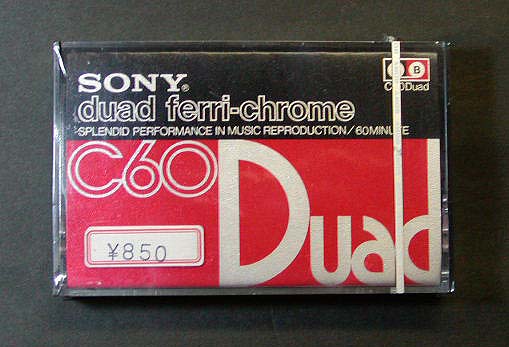 SONY®
B
C60Duad
duad ferri-chrome
SPLENDID PERFORMANCE IN MUSIC REPRODUCTION/60MINUTE
C60
Duad
¥850